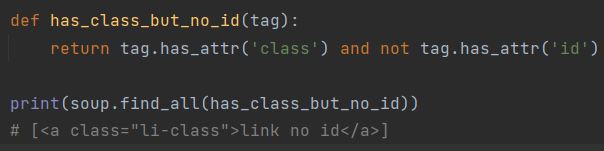 def has_class_but_no_id(tag):
    return tag.has_attr('class') and not tag.has_attr('id')
print(soup.find_all(has_class_but_no_id))
# [<a class="li-class">link no id</a>]